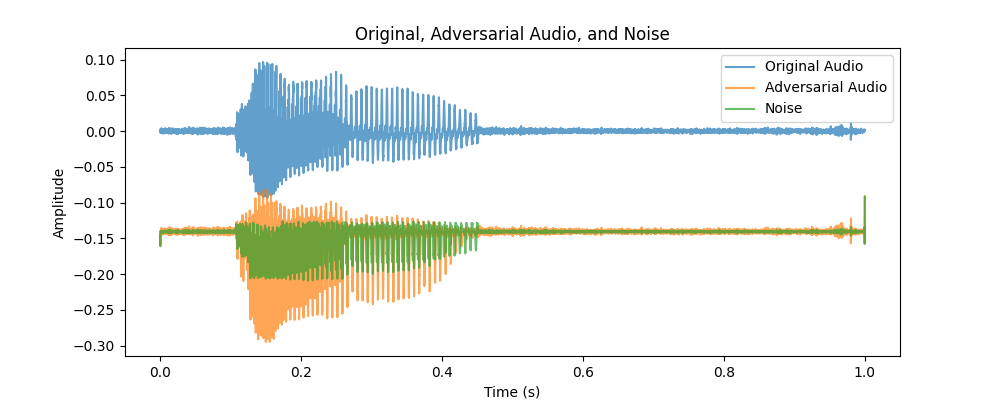 Original, Adversarial Audio, and Noise
Original Audio
Adversarial Audio
Noise
0.10
0.05
0.00
−0.05
−0.10
−0.15
−0.20
−0.25
−0.30
Amplitude
0.0
0.2
0.4
0.6
0.8
1.0
Time (s)